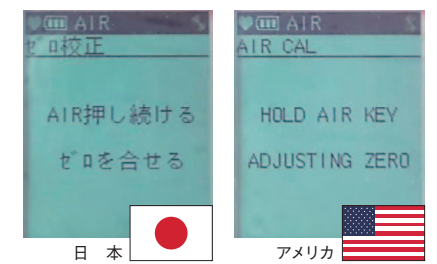 AIR
ゼロ校正
AIR押し続ける
ゼロを合せる
日 本
AIR
AIR CAL
HOLD AIR KEY
ADJUSTING ZERO
アメリカ